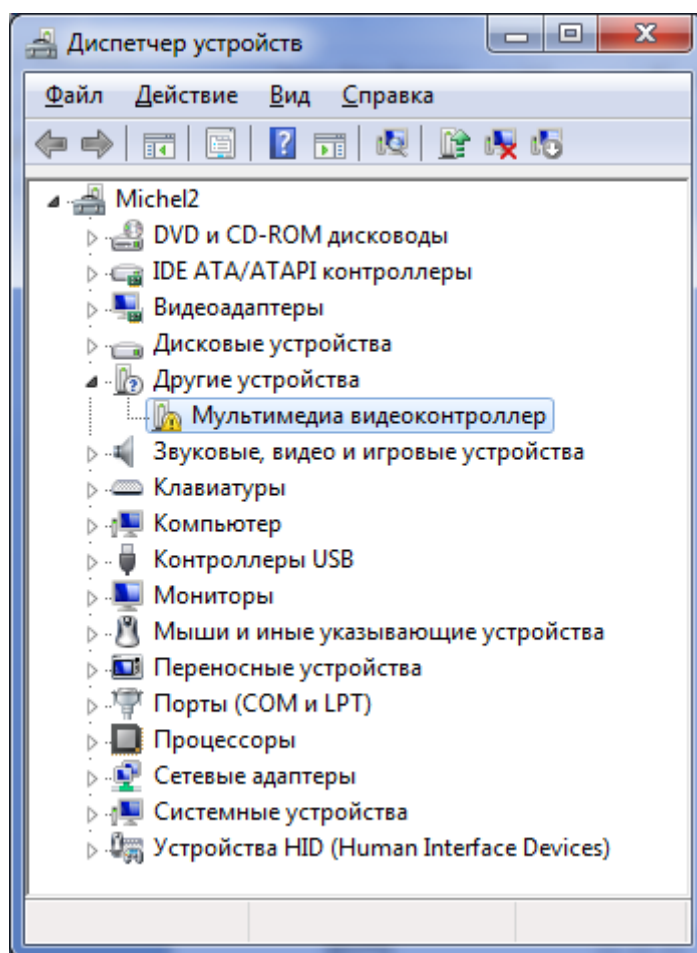 Диспетчер устройств
Файл Действие Вид Справка
Michel2
DVD и CD-ROM дисководы
IDE ATA/ATAPI контроллеры
Видеоадаптеры
Дисковые устройства
Другие устройства
Мультимедиа видеоконтроллер
Звуковые, видео и игровые устройства
Клавиатуры
Компьютер
Контроллеры USB
Мониторы
Мыши и иные указывающие устройства
Переносные устройства
Порты (COM и LPT)
Процессоры
Сетевые адаптеры
Системные устройства
Устройства HID (Human Interface Devices)